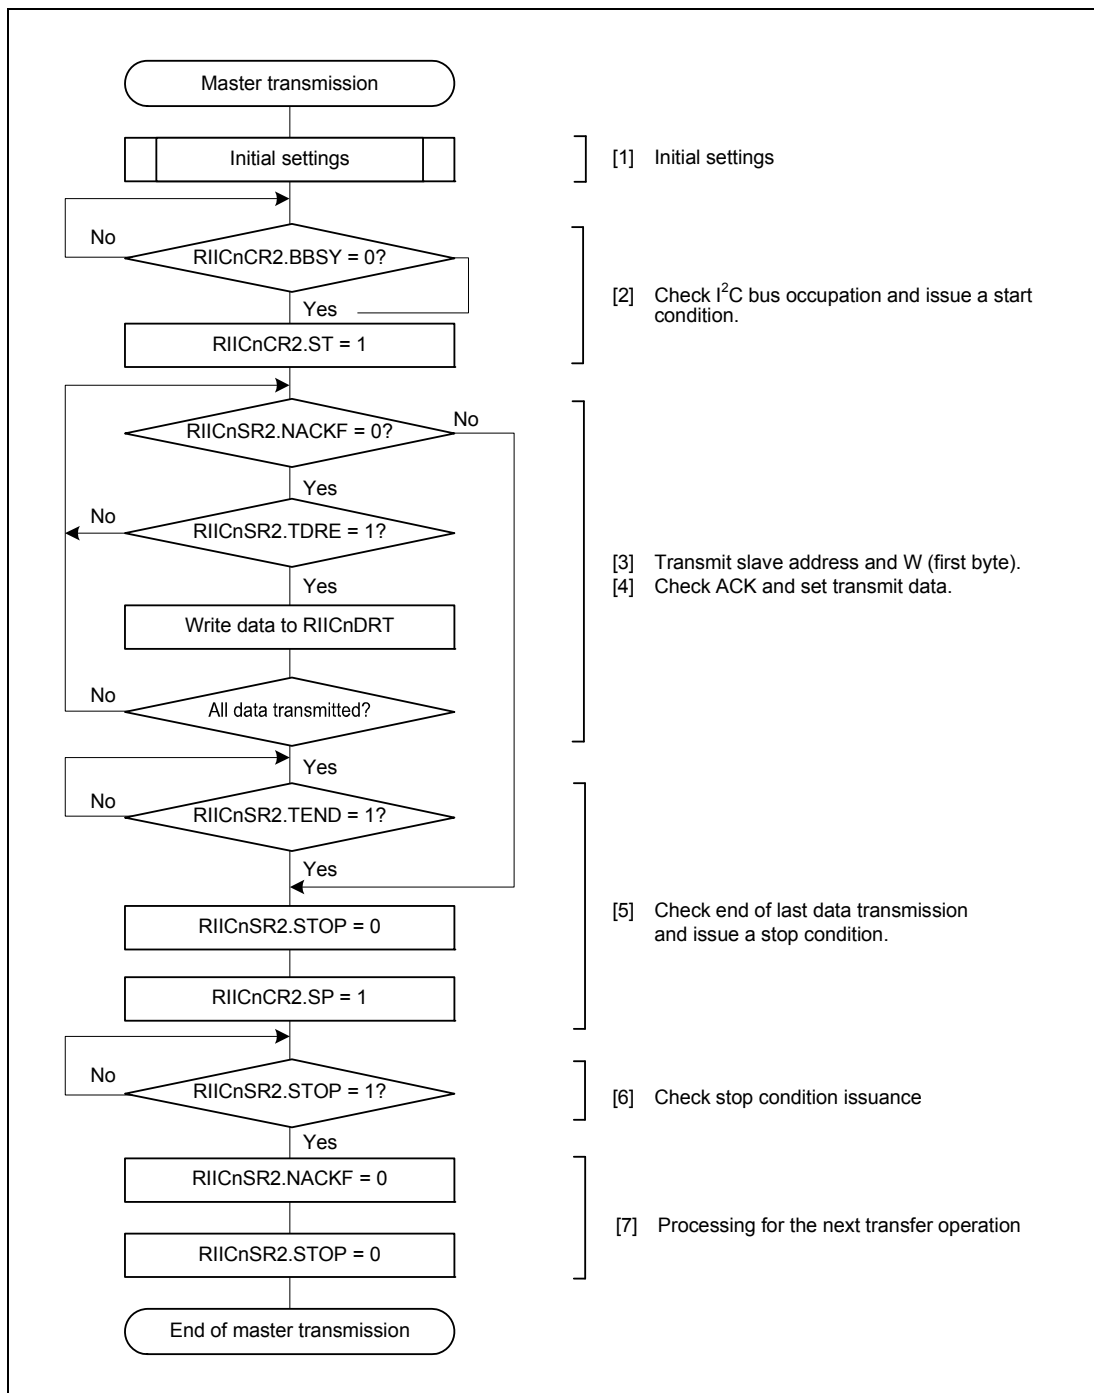 Master transmission
Initial settings
[1] Initial settings
No
RIICnCR2.BBSY = 0?
Yes
[2] Check I²C bus occupation and issue a start
condition.
RIICnCR2.ST = 1
RIICnSR2.NACKF = 0?
No
Yes
No
RIICnSR2.TDRE = 1?
Yes
[3] Transmit slave address and W (first byte).
[4] Check ACK and set transmit data.
Write data to RIICnDRT
No
All data transmitted?
Yes
No
RIICnSR2.TEND = 1?
Yes
RIICnSR2.STOP = 0
[5] Check end of last data transmission
and issue a stop condition.
RIICnCR2.SP = 1
No
RIICnSR2.STOP = 1?
[6] Check stop condition issuance
Yes
RIICnSR2.NACKF = 0
[7] Processing for the next transfer operation
RIICnSR2.STOP = 0
End of master transmission